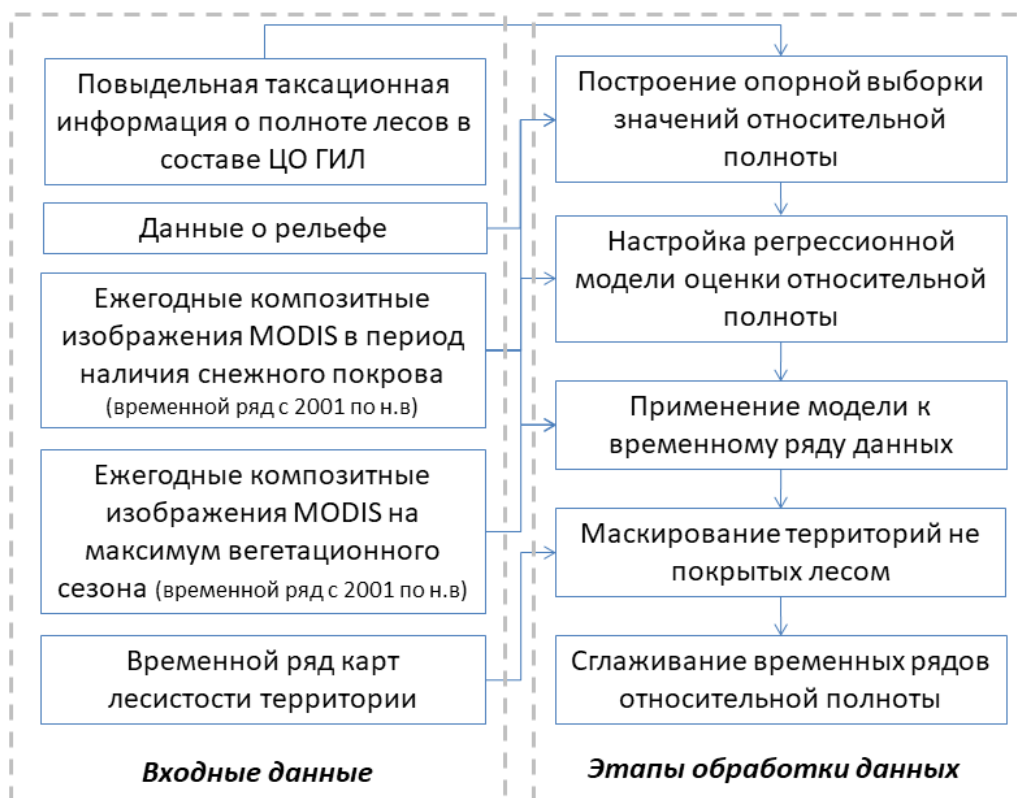 Повыдельная таксационная
информация о полноте лесов в
составе ЦО ГИЛ
Данные о рельефе
Ежегодные композитные
изображения MODIS в период
наличия снежного покрова
(временной ряд с 2001 по н.в)
Ежегодные композитные
изображения MODIS на
максимум вегетационного
сезона (временной ряд с 2001 по н.в)
Временной ряд карт
лесистости территории
Входные данные
Построение опорной выборки
значений относительной
полноты
Настройка регрессионной
модели оценки относительной
полноты
Применение модели к
временному ряду данных
Маскирование территорий не
покрытых лесом
Сглаживание временных рядов
относительной полноты
Этапы обработки данных